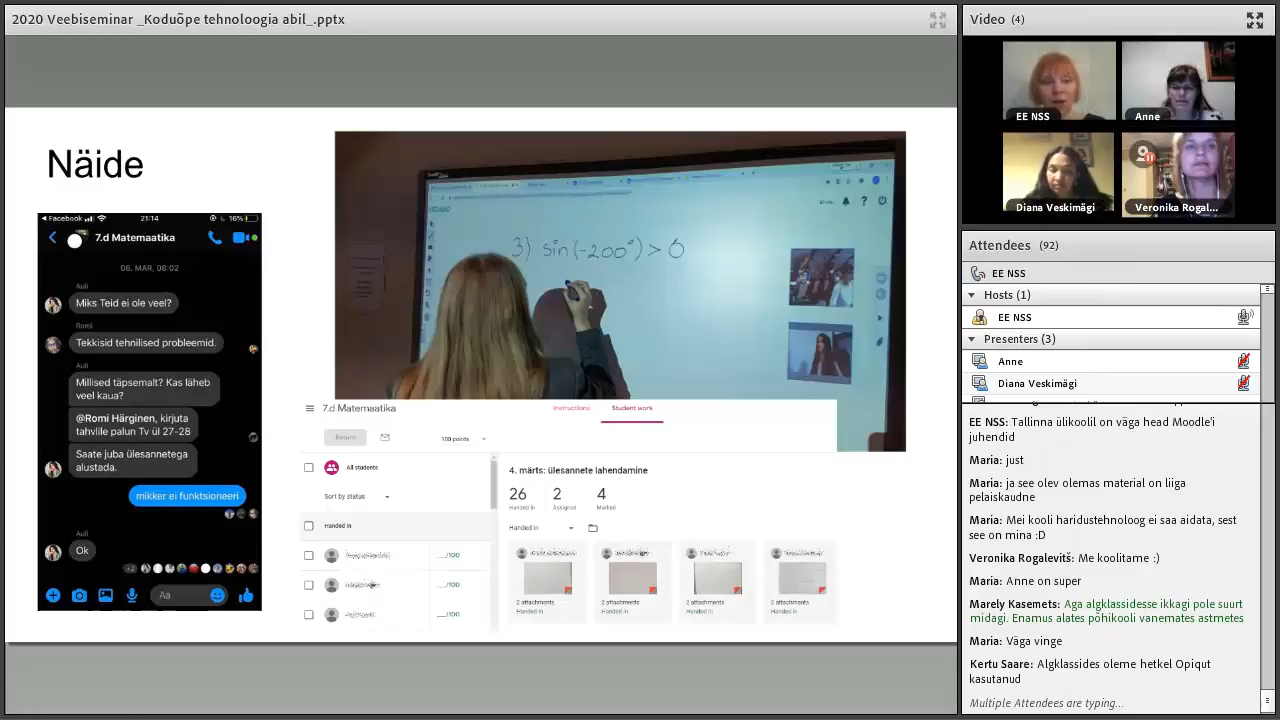 2020 Veebiseminar _Koduõpe tehnoloogia abil_.pptx
Näide
Facebook
21:14
16%
7.d Matemaatika
06. MAR, 08:02
Auli
Miks Teid ei ole veel?
Romi
Tekkisid tehnilised probleemid.
Auli
Millised täpsemalt? Kas läheb
veel kaua?
@Romi Härginen, kirjuta
tahvlile palun Tv ül 27-28
Saate juba ülesannetega
alustada.
mikker ei funktsioneeri
Auli
Ok
+2
Aa
3) sin(-200°) > 0
7.d Matemaatika
Instructions
Student work
Return
100 points
All students
Sort by status
Handed in
___/100
___/100
___/100
4. märts: ülesannete lahendamine
26
2
4
Handed in
Assigned
Marked
Handed in
2 attachments
Handed in
2 attachments
Handed in
2 attachments
Handed in
2 attachments
Handed in
Video (4)
EE NSS
Anne
Diana Veskimägi
Veronika Rogal...
Attendees (92)
EE NSS
Hosts (1)
EE NSS
Presenters (3)
Anne
Diana Veskimägi
EE NSS: Tallinna ülikoolil on väga head Moodle'i
juhendid
Maria: just
Maria: ja see olev olemas material on liiga
pelaiskaudne
Maria: Mei kooli haridustehnoloog ei saa aidata, sest
see on mina :D
Veronika Rogalevitš: Me koolitame :)
Maria: Anne on super
Marely Kasemets: Aga algklassidesse ikkagi pole suurt
midagi. Enamus alates põhikooli vanemates astmetes
Maria: Väga vinge
Kertu Saare: Algklassides oleme hetkel Opiqut
kasutanud
Multiple Attendees are typing...